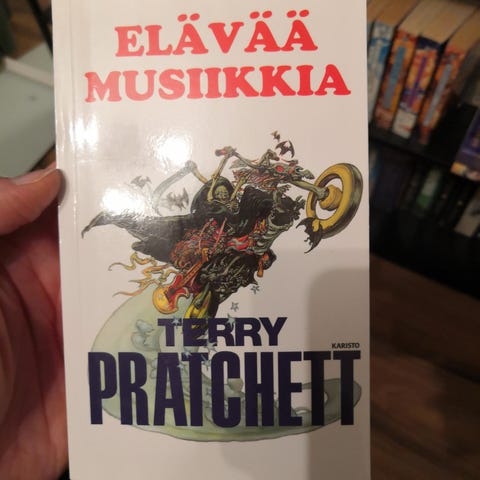 ELÄVÄÄ
MUSIIKKIA
TERRY
KARISTO
PRATCHETT